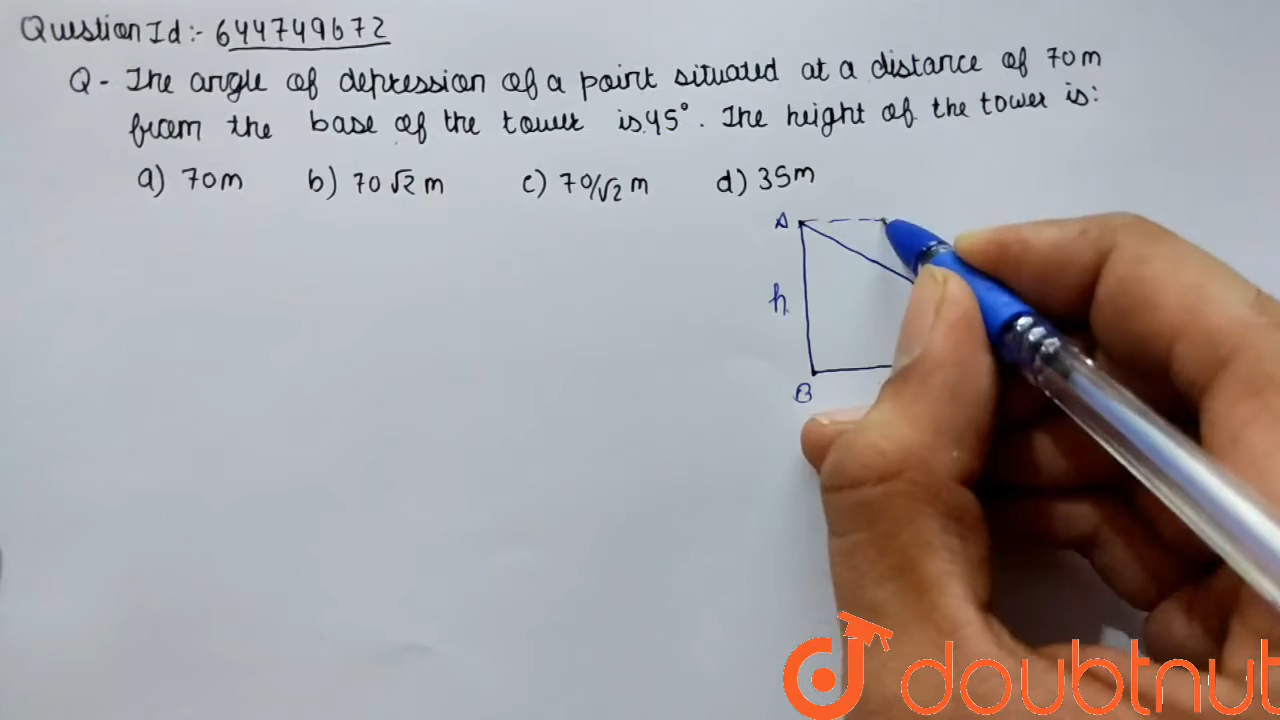 Question Id:- 644749672
Q- The angle of depression of a point situated at a distance of 70m
from the base of the tower is 45°. The height of the tower is:
a) 70m b) 70√2 m c) 70/√2 m d) 35m
A
h
B
doubtnut